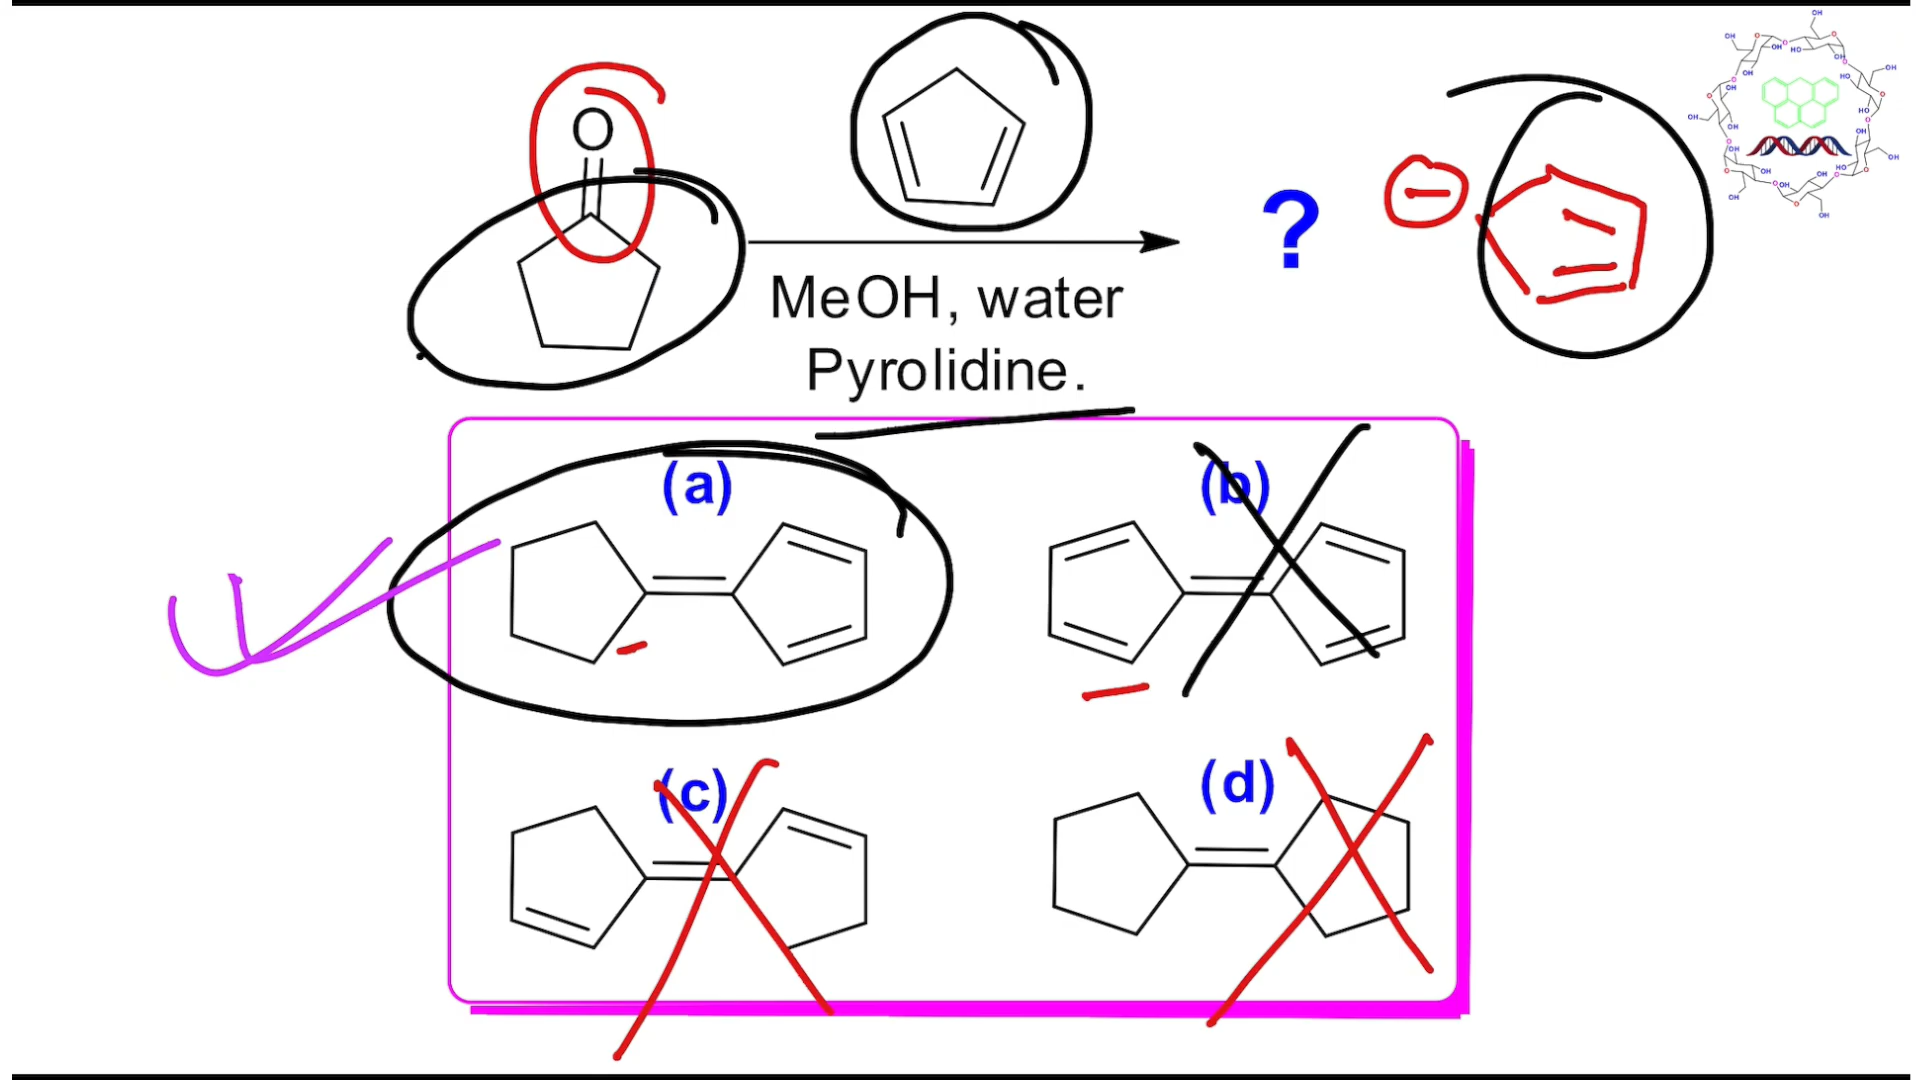 O
?
MeOH, water
Pyrolidine.
(a)
(b)
(c)
(d)